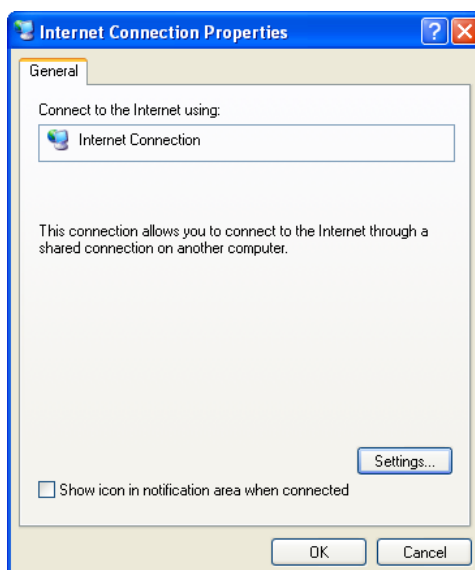 Internet Connection Properties
?
General
Connect to the Internet using:
Internet Connection
This connection allows you to connect to the Internet through a
shared connection on another computer.
Settings...
Show icon in notification area when connected
OK
Cancel